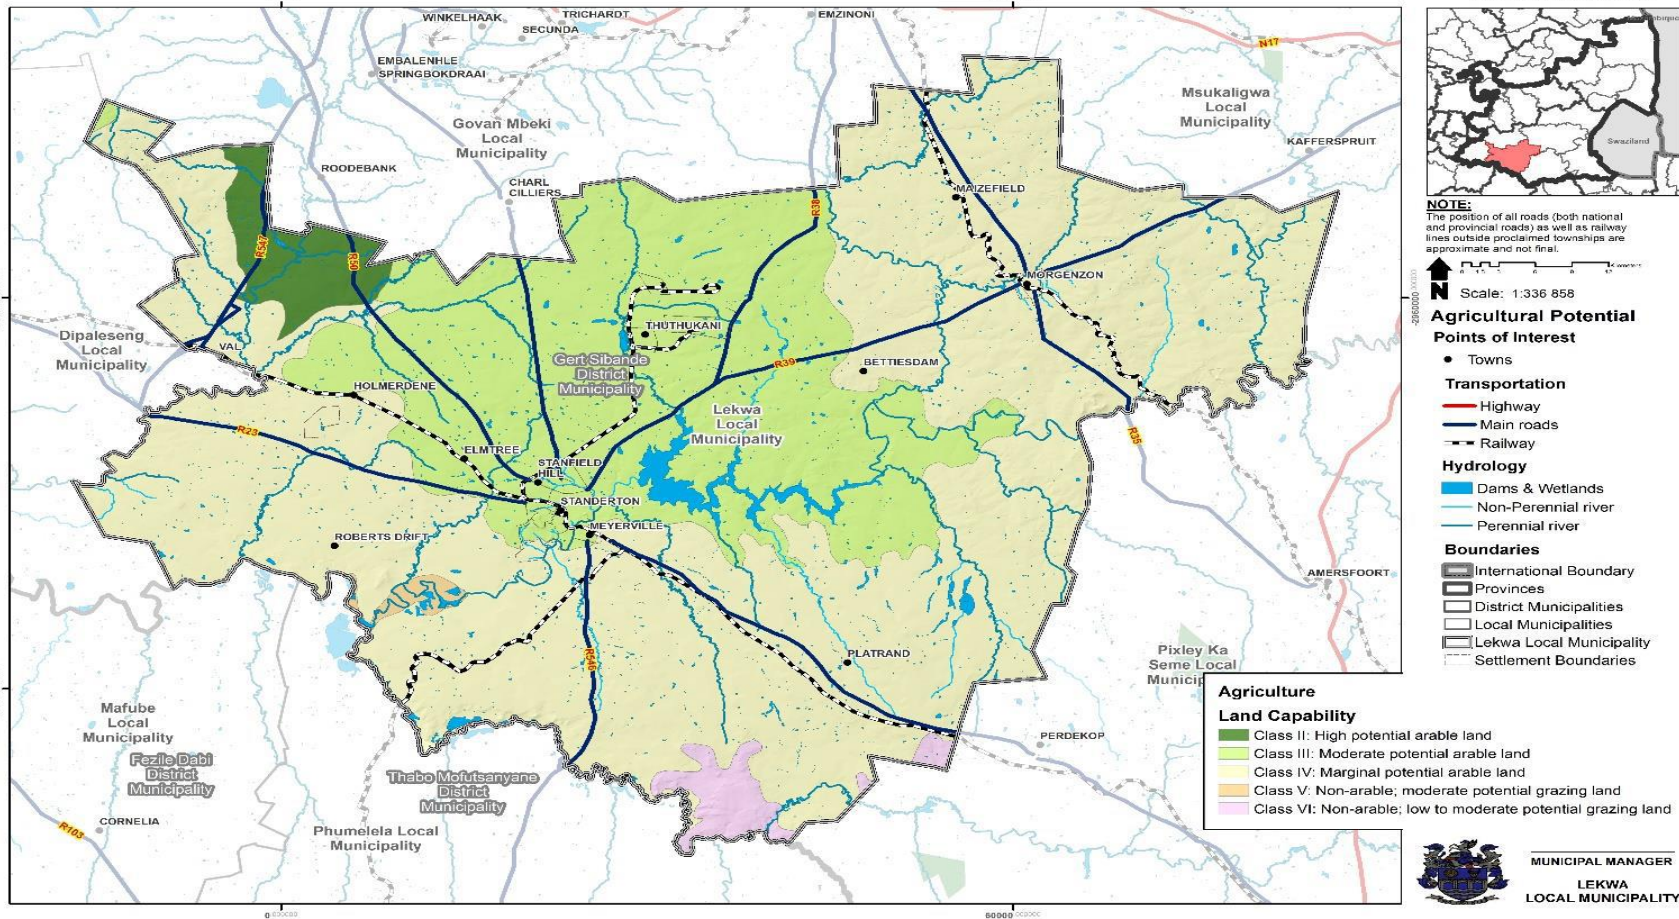 WINKELHAAK
TRICHARDT
SECUNDA
EMZINONI
N17
EMBALENHLE
SPRINGBOKDRAAI
Govan Mbeki
Local
Municipality
Msukaligwa
Local
Municipality
KAFFERSPRUIT
ROODEBANK
CHARL
CILLIERS
MAIZEFIELD
R38
R547
R50
MORGENZON
Dipaleseng
Local
Municipality
VAL
THUTHUKANI
Gert Sibande
District
Municipality
R39
BETTIESDAM
HOLMERDENE
Lekwa
Local
Municipality
R23
R35
ELMTREE
STANFIELD
HILL
STANDERTON
MEYERVILLE
ROBERTS DRIFT
AMERSFOORT
R546
PLATRAND
Pixley Ka
Seme Local
Mafube
Local
Municipality
PERDEKOP
Fezile Dabi
District
Municipality
Thabo Mofutsanyane
District
Municipality
R103
CORNELIA
Phumelela Local
Municipality
Swaziland
NOTE:
The position of all roads (both national
and provincial roads) as well as railway
lines outside proclaimed townships are
approximate and not final.
N
Scale: 1:336 858
Agricultural Potential
Points of Interest
Towns
Transportation
Highway
Main roads
Railway
Hydrology
Dams & Wetlands
Non-Perennial river
Perennial river
Boundaries
International Boundary
Provinces
District Municipalities
Local Municipalities
Lekwa Local Municipality
Settlement Boundaries
Agriculture
Land Capability
Class II: High potential arable land
Class III: Moderate potential arable land
Class IV: Marginal potential arable land
Class V: Non-arable; moderate potential grazing land
Class VI: Non-arable; low to moderate potential grazing land
MUNICIPAL MANAGER
LEKWA
LOCAL MUNICIPALITY